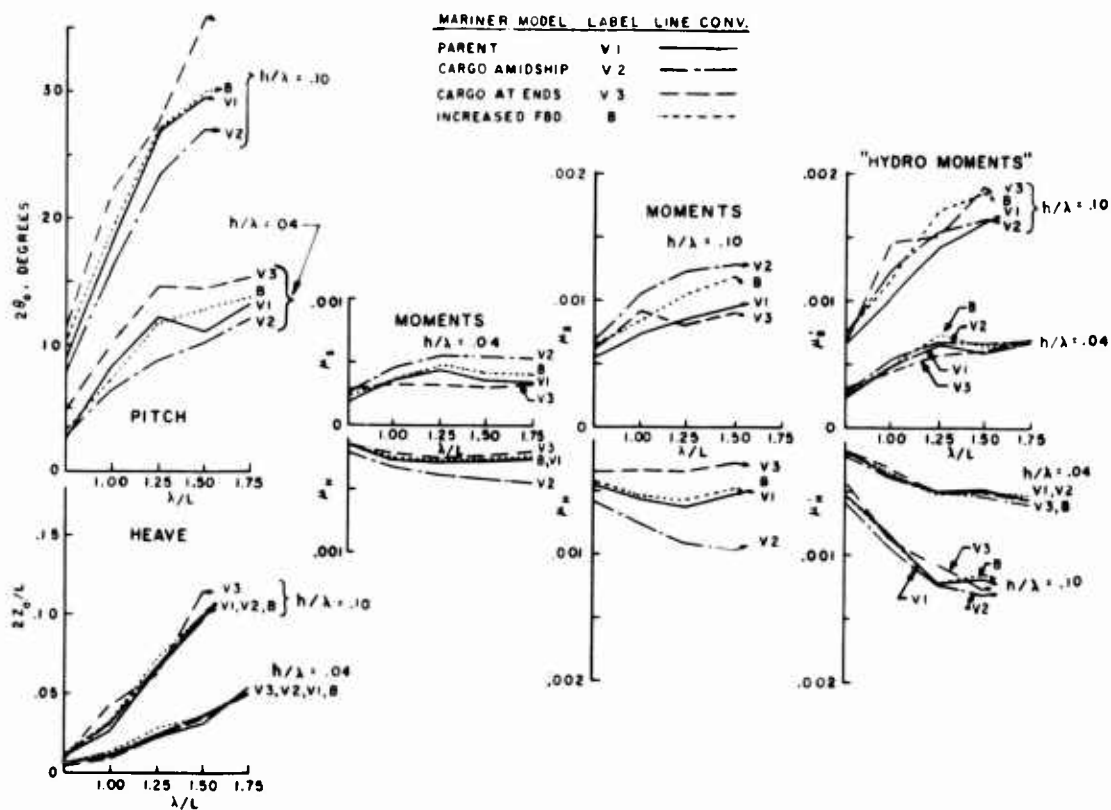 MARINER MODEL LABEL LINE CONV.
PARENT V1
CARGO AMIDSHIP V2
CARGO AT ENDS V3
INCREASED FBD B
2θ₀, DEGREES
30
20
10
0
h/λ = .10
B
V1
V2
h/λ = .04
V3
B
V1
V2
PITCH
1.00 1.25 1.50 1.75
λ/L
HEAVE
2Z₀/L
.15
.10
.05
0
V3
V1, V2, B
h/λ = .10
h/λ = .04
V3, V2, V1, B
1.00 1.25 1.50 1.75
λ/L
MOMENTS
h/λ = .04
.001
μs
0
V2
B
V1
V3
1.00 1.25 1.50 1.75
λ/L
V3
B, V1
V2
μH
.001
MOMENTS
h/λ = .10
.002
.001
μs
0
V2
B
V1
V3
1.00 1.25 1.50 1.75
λ/L
V3
B
V1
V2
μH
.001
.002
"HYDRO MOMENTS"
.002
.001
0
V3
B
V1
V2
h/λ = .10
B
V2
V1
V3
h/λ = .04
1.00 1.25 1.50 1.75
λ/L
h/λ = .04
V1, V2
V3, B
V3
B
h/λ = .10
V1
V2
.001
.002